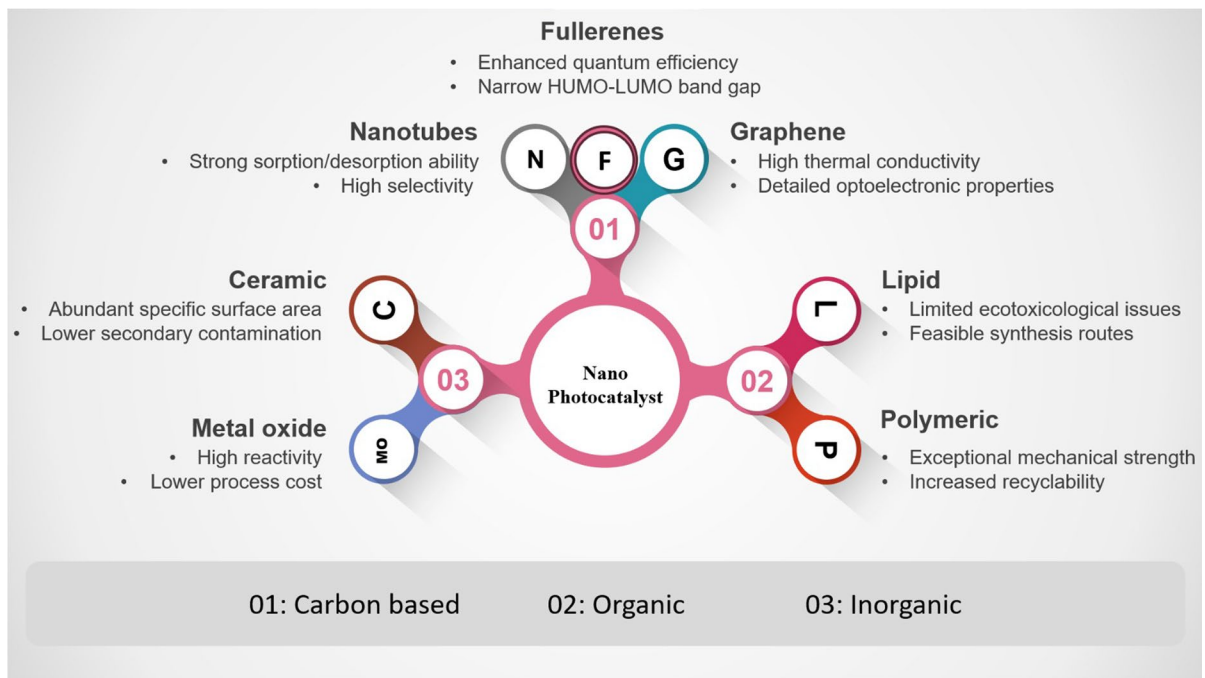 Fullerenes
• Enhanced quantum efficiency
• Narrow HUMO-LUMO band gap
Nanotubes
• Strong sorption/desorption ability
• High selectivity
N
F
G
Graphene
• High thermal conductivity
• Detailed optoelectronic properties
01
Ceramic
• Abundant specific surface area
• Lower secondary contamination
C
03
Metal oxide
• High reactivity
• Lower process cost
MO
Nano
Photocatalyst
02
L
Lipid
• Limited ecotoxicological issues
• Feasible synthesis routes
P
Polymeric
• Exceptional mechanical strength
• Increased recyclability
01: Carbon based 02: Organic 03: Inorganic